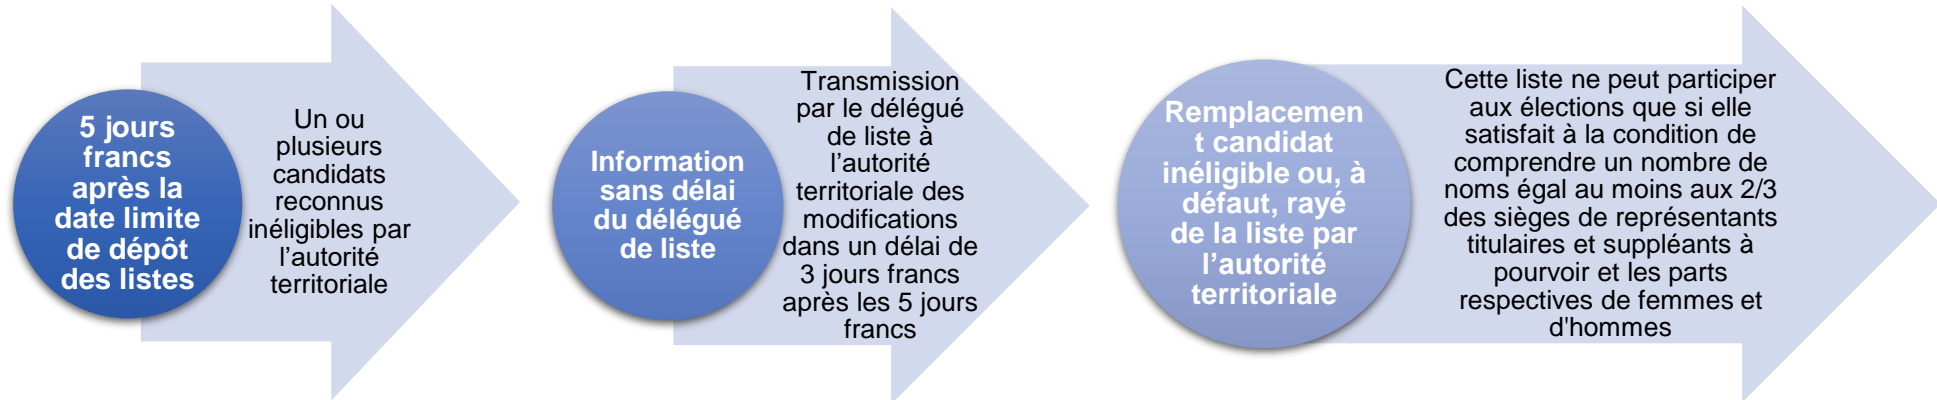 5 jours
francs
après la
date limite
de dépôt
des listes
Un ou
plusieurs
candidats
reconnus
inéligibles par
l’autorité
territoriale
Information
sans délai
du délégué
de liste
Transmission
par le délégué
de liste à
l’autorité
territoriale des
modifications
dans un délai de
3 jours francs
après les 5 jours
francs
Remplacemen
t candidat
inéligible ou, à
défaut, rayé
de la liste par
l’autorité
territoriale
Cette liste ne peut participer
aux élections que si elle
satisfait à la condition de
comprendre un nombre de
noms égal au moins aux 2/3
des sièges de représentants
titulaires et suppléants à
pourvoir et les parts
respectives de femmes et
d'hommes